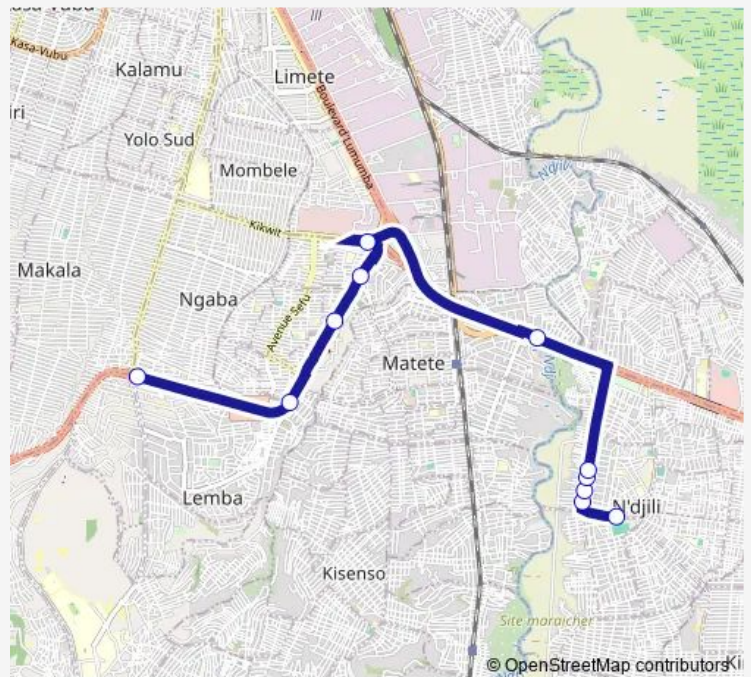 Kasa-Vubu
Kalamu
Limete
Boulevard Lumumba
Yolo Sud
Mombele
N'djili
Kikwit
Makala
Ngaba
Avenue Sefu
Matete
Lemba
N'djili
Kisenso
Site maraîcher
© OpenStreetMap contributors